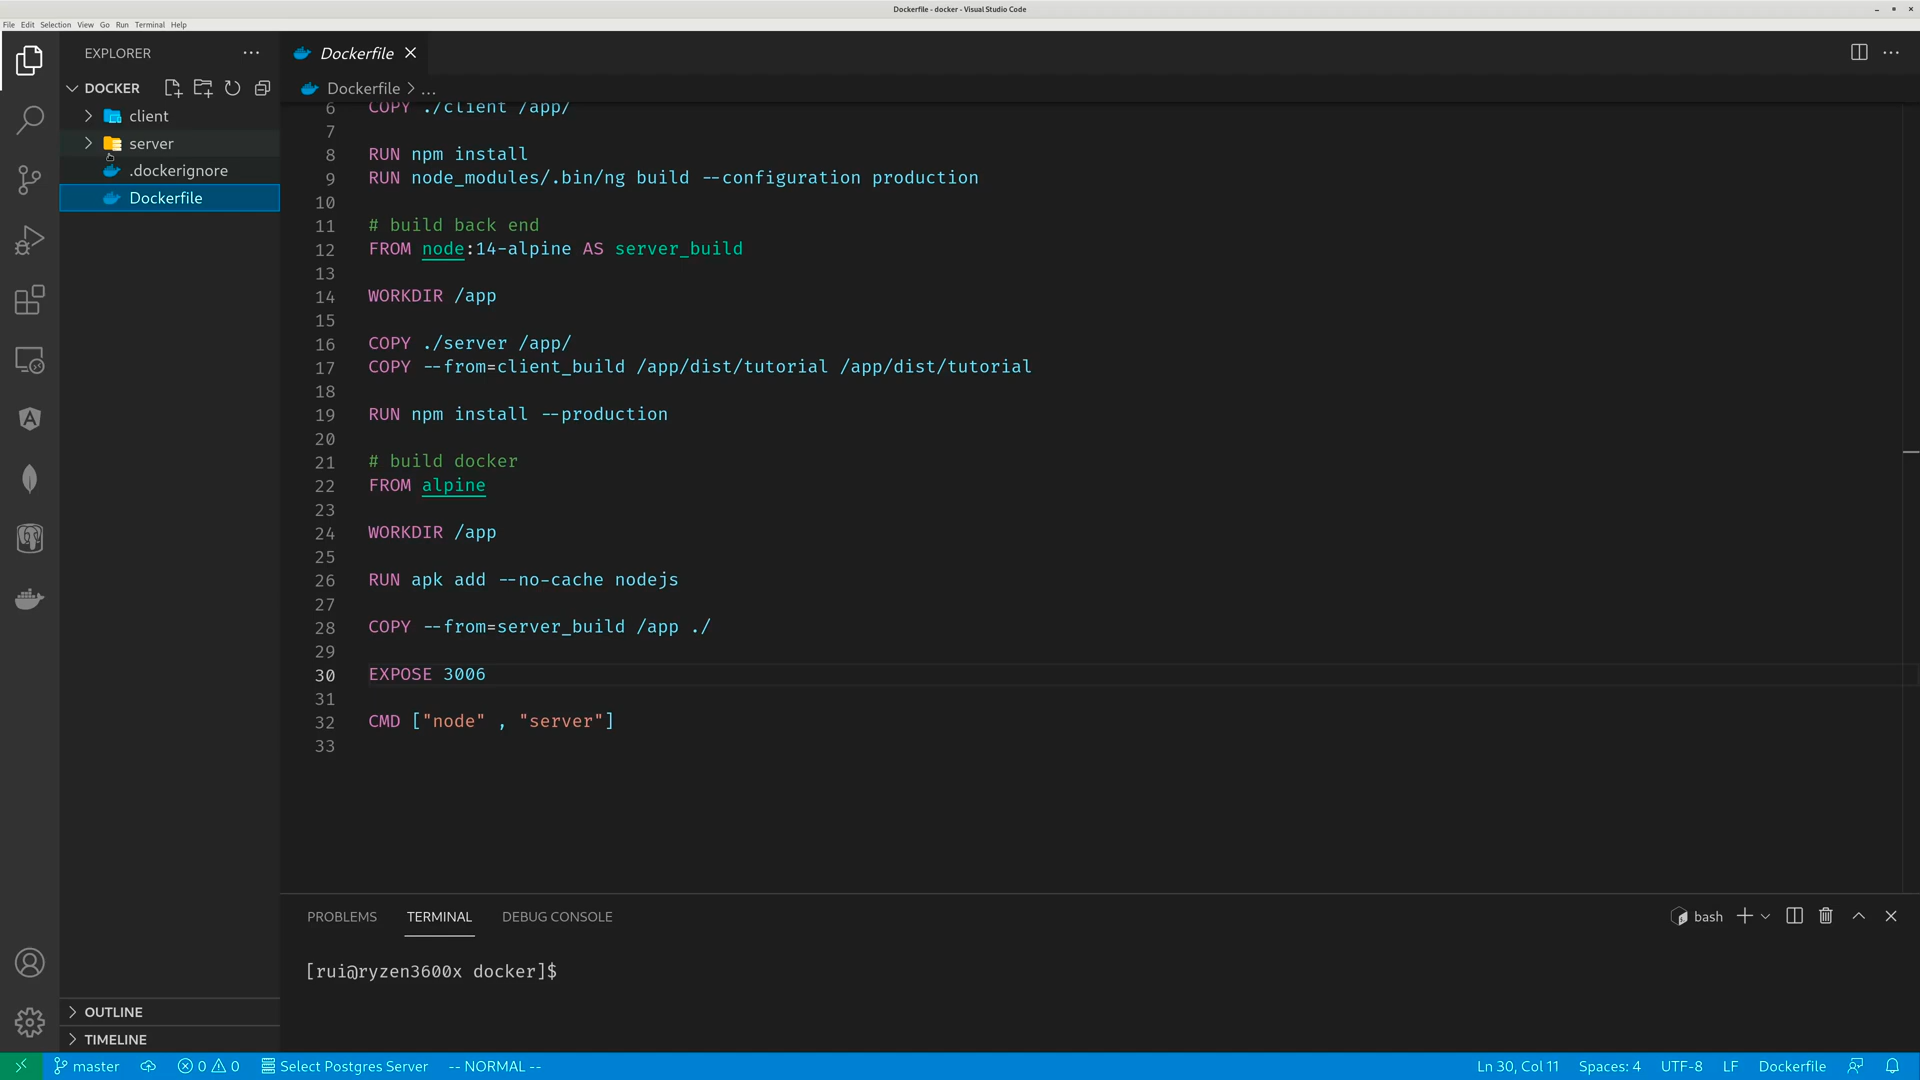 Dockerfile - docker - Visual Studio Code
File Edit Selection View Go Run Terminal Help
EXPLORER
Dockerfile
DOCKER
Dockerfile > ...
client
server
.dockerignore
Dockerfile
6 COPY ./client /app/
7
8 RUN npm install
9 RUN node_modules/.bin/ng build --configuration production
10
11 # build back end
12 FROM node:14-alpine AS server_build
13
14 WORKDIR /app
15
16 COPY ./server /app/
17 COPY --from=client_build /app/dist/tutorial /app/dist/tutorial
18
19 RUN npm install --production
20
21 # build docker
22 FROM alpine
23
24 WORKDIR /app
25
26 RUN apk add --no-cache nodejs
27
28 COPY --from=server_build /app ./
29
30 EXPOSE 3006
31
32 CMD ["node" , "server"]
33
PROBLEMS TERMINAL DEBUG CONSOLE bash
[rui@ryzen3600x docker]$
OUTLINE
TIMELINE
master 0 0 Select Postgres Server -- NORMAL -- Ln 30, Col 11 Spaces: 4 UTF-8 LF Dockerfile